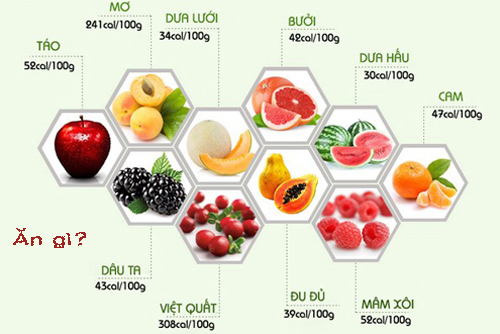 MƠ
241cal/100g
DƯA LƯỚI
34cal/100g
BƯỞI
42cal/100g
TÁO
52cal/100g
DƯA HẤU
30cal/100g
CAM
47cal/100g
Ăn gì?
DÂU TA
43cal/100g
VIỆT QUẤT
308cal/100g
ĐU ĐỦ
39cal/100g
MÂM XÔI
52cal/100g